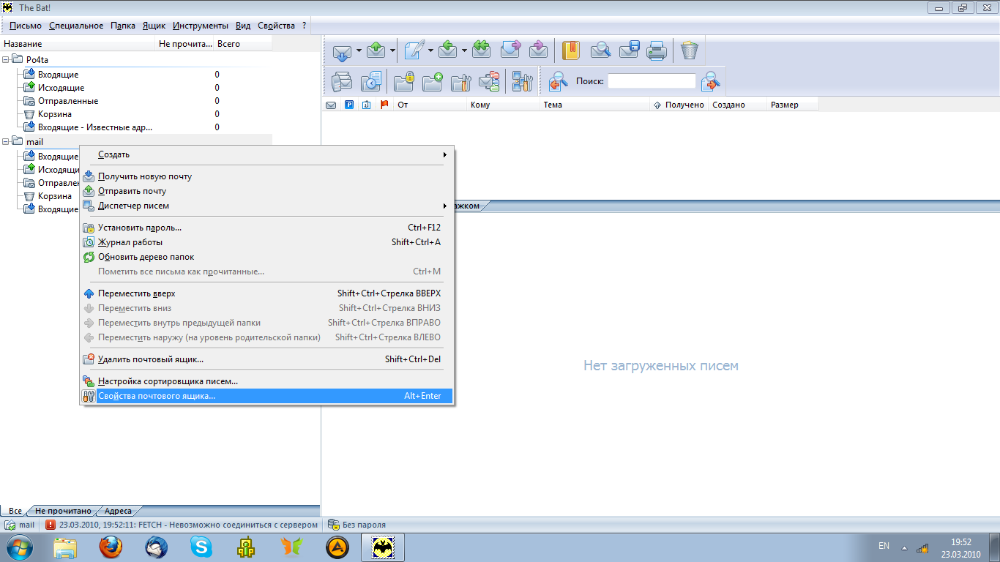 The Bat!
Письмо Специальное Папка Ящик Инструменты Вид Свойства ?
Название Не прочита... Всего
Po4ta
Входящие 0
Исходящие 0
Отправленные 0
Корзина 0
Входящие - Известные адр... 0
mail
Входящие
Исходящи
Отправлен
Корзина
Входящие
Поиск:
От Кому Тема Получено Создано Размер
Создать
Получить новую почту
Отправить почту
Диспетчер писем
ажком
Установить пароль... Ctrl+F12
Журнал работы Shift+Ctrl+A
Обновить дерево папок
Пометить все письма как прочитанные... Ctrl+M
Переместить вверх Shift+Ctrl+Стрелка ВВЕРХ
Переместить вниз Shift+Ctrl+Стрелка ВНИЗ
Переместить внутрь предыдущей папки Shift+Ctrl+Стрелка ВПРАВО
Переместить наружу (на уровень родительской папки) Shift+Ctrl+Стрелка ВЛЕВО
Удалить почтовый ящик... Shift+Ctrl+Del
Настройка сортировщика писем...
Свойства почтового ящика... Alt+Enter
Нет загруженных писем
Все Не прочитано Адреса
mail 23.03.2010, 19:52:11: FETCH - Невозможно соединиться с сервером Без пароля
EN 19:52
23.03.2010